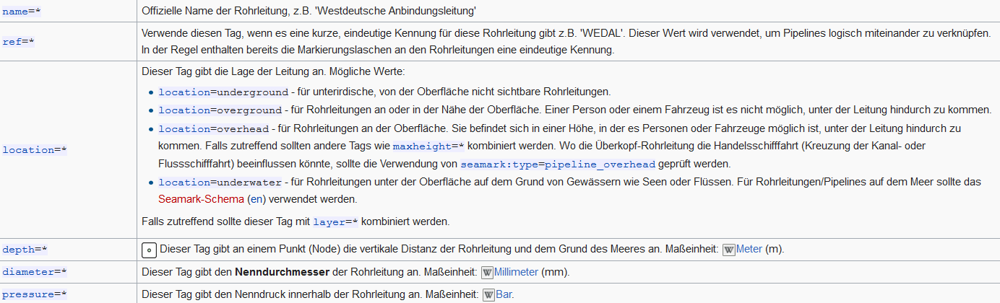 name=* Offizielle Name der Rohrleitung, z.B. 'Westdeutsche Anbindungsleitung'
ref=* Verwende diesen Tag, wenn es eine kurze, eindeutige Kennung für diese Rohrleitung gibt z.B. 'WEDAL'. Dieser Wert wird verwendet, um Pipelines logisch miteinander zu verknüpfen.
In der Regel enthalten bereits die Markierungslaschen an den Rohrleitungen eine eindeutige Kennung.
location=* Dieser Tag gibt die Lage der Leitung an. Mögliche Werte:
• location=underground - für unterirdische, von der Oberfläche nicht sichtbare Rohrleitungen.
• location=overground - für Rohrleitungen an oder in der Nähe der Oberfläche. Einer Person oder einem Fahrzeug ist es nicht möglich, unter der Leitung hindurch zu kommen.
• location=overhead - für Rohrleitungen an der Oberfläche. Sie befindet sich in einer Höhe, in der es Personen oder Fahrzeuge möglich ist, unter der Leitung hindurch zu
kommen. Falls zutreffend sollten andere Tags wie maxheight=* kombiniert werden. Wo die Überkopf-Rohrleitung die Handelsschifffahrt (Kreuzung der Kanal- oder
Flussschifffahrt) beeinflussen könnte, sollte die Verwendung von seamark:type=pipeline_overhead geprüft werden.
• location=underwater - für Rohrleitungen unter der Oberfläche auf dem Grund von Gewässern wie Seen oder Flüssen. Für Rohrleitungen/Pipelines auf dem Meer sollte das
Seamark-Schema (en) verwendet werden.
Falls zutreffend sollte dieser Tag mit layer=* kombiniert werden.
depth=* Dieser Tag gibt an einem Punkt (Node) die vertikale Distanz der Rohrleitung und dem Grund des Meeres an. Maßeinheit: W Meter (m).
diameter=* Dieser Tag gibt den Nenndurchmesser der Rohrleitung an. Maßeinheit: W Millimeter (mm).
pressure=* Dieser Tag gibt den Nenndruck innerhalb der Rohrleitung an. Maßeinheit: W Bar.